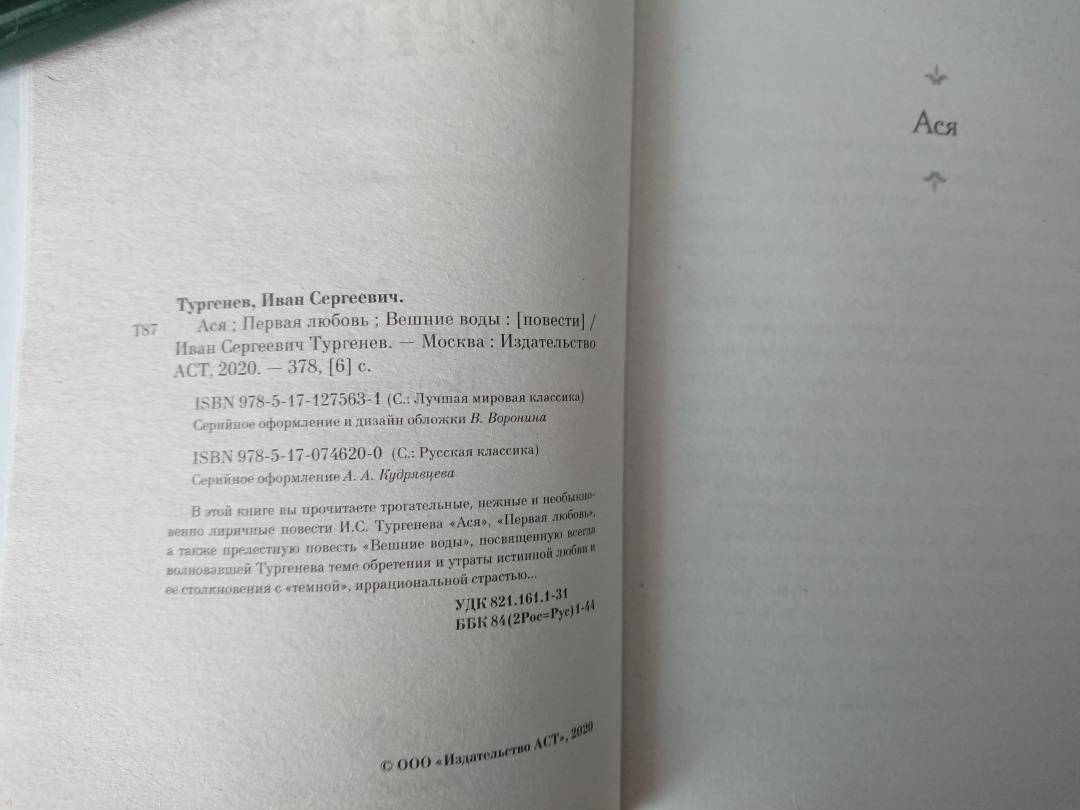 Тургенев, Иван Сергеевич.
Т87 Ася ; Первая любовь ; Вешние воды : [повести] /
Иван Сергеевич Тургенев. — Москва : Издательство
АСТ, 2020. — 378, [6] с.
ISBN 978-5-17-127563-1 (С.: Лучшая мировая классика)
Серийное оформление и дизайн обложки В. Воронина
ISBN 978-5-17-074620-0 (С.: Русская классика)
Серийное оформление А. А. Кудрявцева
В этой книге вы прочитаете трогательные, нежные и необыкно-
венно лиричные повести И.С. Тургенева «Ася», «Первая любовь»,
а также прелестную повесть «Вешние воды», посвященную всегда
волновавшей Тургенева теме обретения и утраты истинной любви и
ее столкновения с «темной», иррациональной страстью...
УДК 821.161.1-31
ББК 84(2Рос=Рус)1-44
© ООО «Издательство АСТ», 2020
Ася